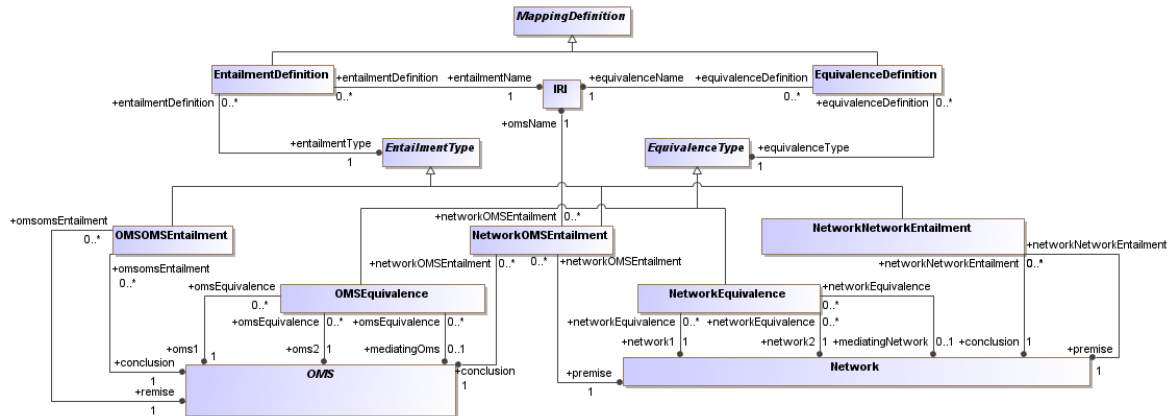 MappingDefinition
EntailmentDefinition
+entailmentDefinition
+entailmentName
IRI
+equivalenceName
+equivalenceDefinition
EquivalenceDefinition
0..*
1
1
0..*
+entailmentDefinition
0..*
+equivalenceDefinition
0..*
+omsName
1
+entailmentType
1
EntailmentType
EquivalenceType
+equivalenceType
1
+omsomsEntailment
0..*
OMSOMSEntailment
+networkOMSEntailment
0..*
NetworkOMSEntailment
NetworkNetworkEntailment
+networkNetworkEntailment
+omsomsEntailment
0..*
+networkOMSEntailment
0..*
0..*
+networkOMSEntailment
+networkNetworkEntailment
0..*
0..*
+omsEquivalence
0..*
OMSEquivalence
NetworkEquivalence
+networkEquivalence
0..*
+omsEquivalence
0..*
+omsEquivalence
0..*
+networkEquivalence
0..*
+networkEquivalence
0..*
+oms1
1
+oms2
1
+mediatingOms
0..1
+network1
1
+network2
1
+mediatingNetwork
0..1
+conclusion
1
+premise
1
+conclusion
1
OMS
+conclusion
1
+premise
1
Network
+remise
1